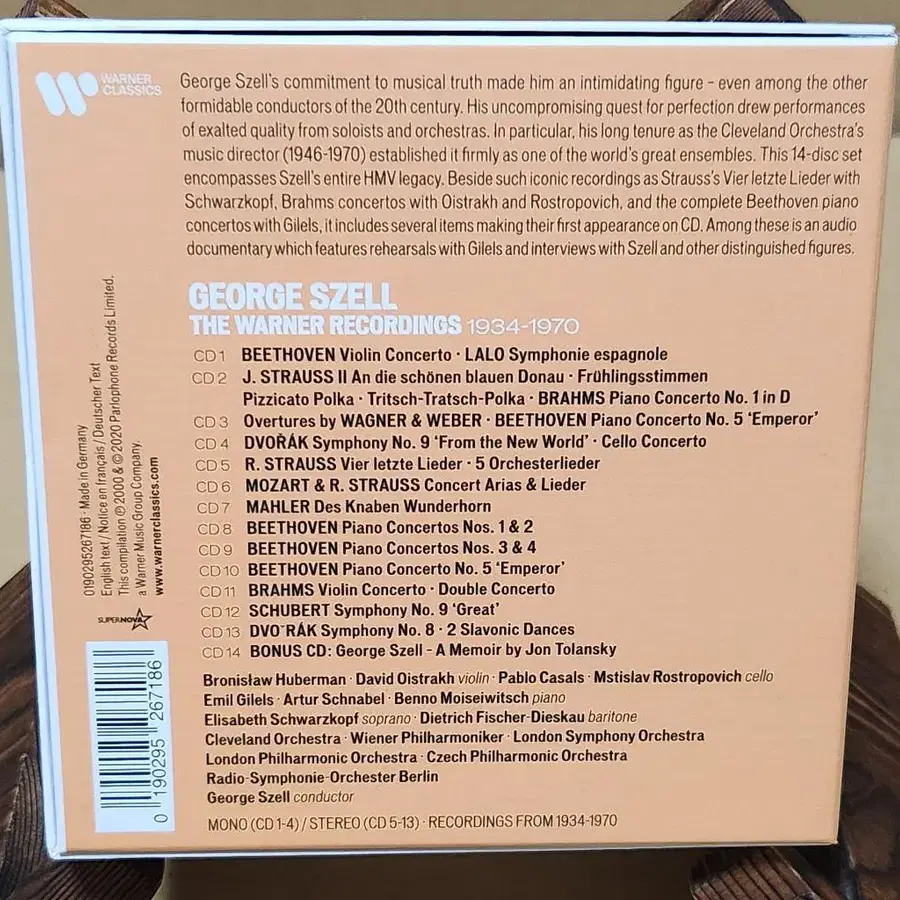 WARNER
CLASSICS
George Szell's commitment to musical truth made him an intimidating figure – even among the other
formidable conductors of the 20th century. His uncompromising quest for perfection drew performances
of exalted quality from soloists and orchestras. In particular, his long tenure as the Cleveland Orchestra's
music director (1946-1970) established it firmly as one of the world's great ensembles. This 14-disc set
encompasses Szell's entire HMV legacy. Beside such iconic recordings as Strauss's Vier letzte Lieder with
Schwarzkopf, Brahms concertos with Oistrakh and Rostropovich, and the complete Beethoven piano
concertos with Gilels, it includes several items making their first appearance on CD. Among these is an audio
documentary which features rehearsals with Gilels and interviews with Szell and other distinguished figures.
GEORGE SZELL
THE WARNER RECORDINGS 1934-1970
CD 1 BEETHOVEN Violin Concerto · LALO Symphonie espagnole
CD 2 J. STRAUSS II An die schönen blauen Donau · Frühlingsstimmen
Pizzicato Polka · Tritsch-Tratsch-Polka · BRAHMS Piano Concerto No. 1 in D
CD 3 Overtures by WAGNER & WEBER · BEETHOVEN Piano Concerto No. 5 'Emperor'
CD 4 DVOŘÁK Symphony No. 9 'From the New World' · Cello Concerto
CD 5 R. STRAUSS Vier letzte Lieder · 5 Orchesterlieder
CD 6 MOZART & R. STRAUSS Concert Arias & Lieder
CD 7 MAHLER Des Knaben Wunderhorn
CD 8 BEETHOVEN Piano Concertos Nos. 1 & 2
CD 9 BEETHOVEN Piano Concertos Nos. 3 & 4
CD 10 BEETHOVEN Piano Concerto No. 5 'Emperor'
CD 11 BRAHMS Violin Concerto · Double Concerto
CD 12 SCHUBERT Symphony No. 9 'Great'
CD 13 DVOˇRÁK Symphony No. 8 · 2 Slavonic Dances
CD 14 BONUS CD: George Szell – A Memoir by Jon Tolansky
Bronisław Huberman · David Oistrakh violin · Pablo Casals · Mstislav Rostropovich cello
Emil Gilels · Artur Schnabel · Benno Moiseiwitsch piano
Elisabeth Schwarzkopf soprano · Dietrich Fischer-Dieskau baritone
Cleveland Orchestra · Wiener Philharmoniker · London Symphony Orchestra
London Philharmonic Orchestra · Czech Philharmonic Orchestra
Radio-Symphonie-Orchester Berlin
George Szell conductor
MONO (CD 1-4) / STEREO (CD 5-13) · RECORDINGS FROM 1934-1970
0190295267186 · Made in Germany
English text / Notice en français / Deutscher Text
This compilation ℗ 2000 & © 2020 Parlophone Records Limited.
a Warner Music Group Company.
www.warnerclassics.com
SUPERNOVA
0 190295 267186